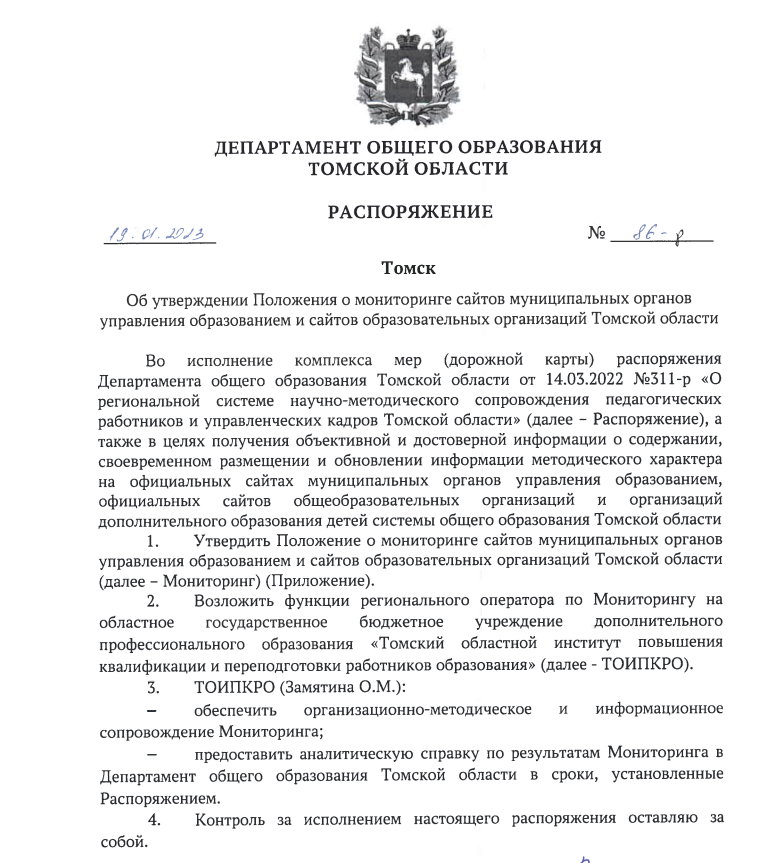 ДЕПАРТАМЕНТ ОБЩЕГО ОБРАЗОВАНИЯ
ТОМСКОЙ ОБЛАСТИ
РАСПОРЯЖЕНИЕ
19.01.2023 № 86-р
Томск
Об утверждении Положения о мониторинге сайтов муниципальных органов
управления образованием и сайтов образовательных организаций Томской области
Во исполнение комплекса мер (дорожной карты) распоряжения
Департамента общего образования Томской области от 14.03.2022 №311-р «О
региональной системе научно-методического сопровождения педагогических
работников и управленческих кадров Томской области» (далее – Распоряжение), а
также в целях получения объективной и достоверной информации о содержании,
своевременном размещении и обновлении информации методического характера
на официальных сайтах муниципальных органов управления образованием,
официальных сайтов общеобразовательных организаций и организаций
дополнительного образования детей системы общего образования Томской области
1. Утвердить Положение о мониторинге сайтов муниципальных органов
управления образованием и сайтов образовательных организаций Томской области
(далее – Мониторинг) (Приложение).
2. Возложить функции регионального оператора по Мониторингу на
областное государственное бюджетное учреждение дополнительного
профессионального образования «Томский областной институт повышения
квалификации и переподготовки работников образования» (далее - ТОИПКРО).
3. ТОИПКРО (Замятина О.М.):
– обеспечить организационно-методическое и информационное
сопровождение Мониторинга;
– предоставить аналитическую справку по результатам Мониторинга в
Департамент общего образования Томской области в сроки, установленные
Распоряжением.
4. Контроль за исполнением настоящего распоряжения оставляю за
собой.